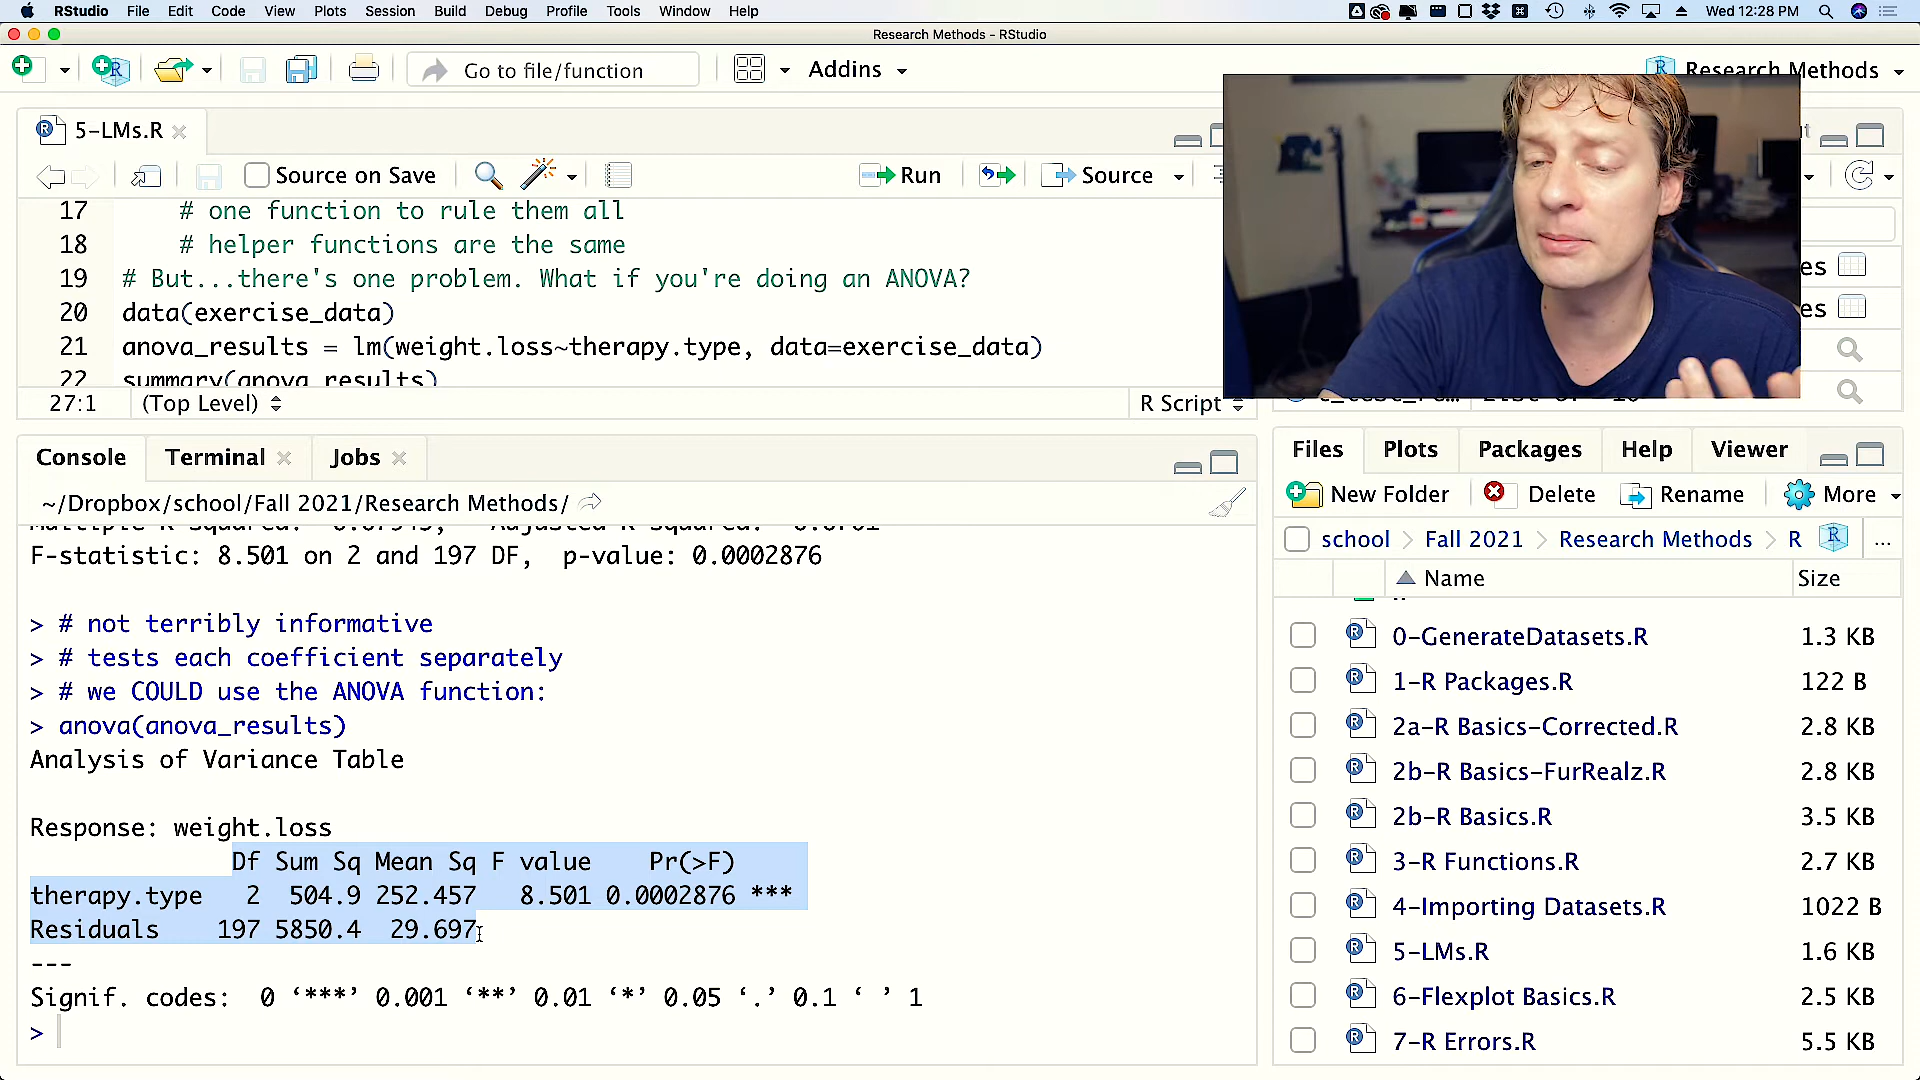 RStudio File Edit Code View Plots Session Build Debug Profile Tools Window Help
Wed 12:28 PM
Research Methods - RStudio
Go to file/function
Addins
Research Methods
5-LMs.R
Source on Save
Run
Source
17 # one function to rule them all
18 # helper functions are the same
19 # But...there's one problem. What if you're doing an ANOVA?
20 data(exercise_data)
21 anova_results = lm(weight.loss~therapy.type, data=exercise_data)
22 summary(anova_results)
27:1 (Top Level) R Script
Console Terminal Jobs
~/Dropbox/school/Fall 2021/Research Methods/
F-statistic: 8.501 on 2 and 197 DF, p-value: 0.0002876
> # not terribly informative
> # tests each coefficient separately
> # we COULD use the ANOVA function:
> anova(anova_results)
Analysis of Variance Table
Response: weight.loss
Df Sum Sq Mean Sq F value Pr(>F)
therapy.type 2 504.9 252.457 8.501 0.0002876 ***
Residuals 197 5850.4 29.697
---
Signif. codes: 0 ‘***’ 0.001 ‘**’ 0.01 ‘*’ 0.05 ‘.’ 0.1 ‘ ’ 1
>
es
es
Files Plots Packages Help Viewer
New Folder Delete Rename More
school > Fall 2021 > Research Methods > R ...
Name Size
0-GenerateDatasets.R 1.3 KB
1-R Packages.R 122 B
2a-R Basics-Corrected.R 2.8 KB
2b-R Basics-FurRealz.R 2.8 KB
2b-R Basics.R 3.5 KB
3-R Functions.R 2.7 KB
4-Importing Datasets.R 1022 B
5-LMs.R 1.6 KB
6-Flexplot Basics.R 2.5 KB
7-R Errors.R 5.5 KB